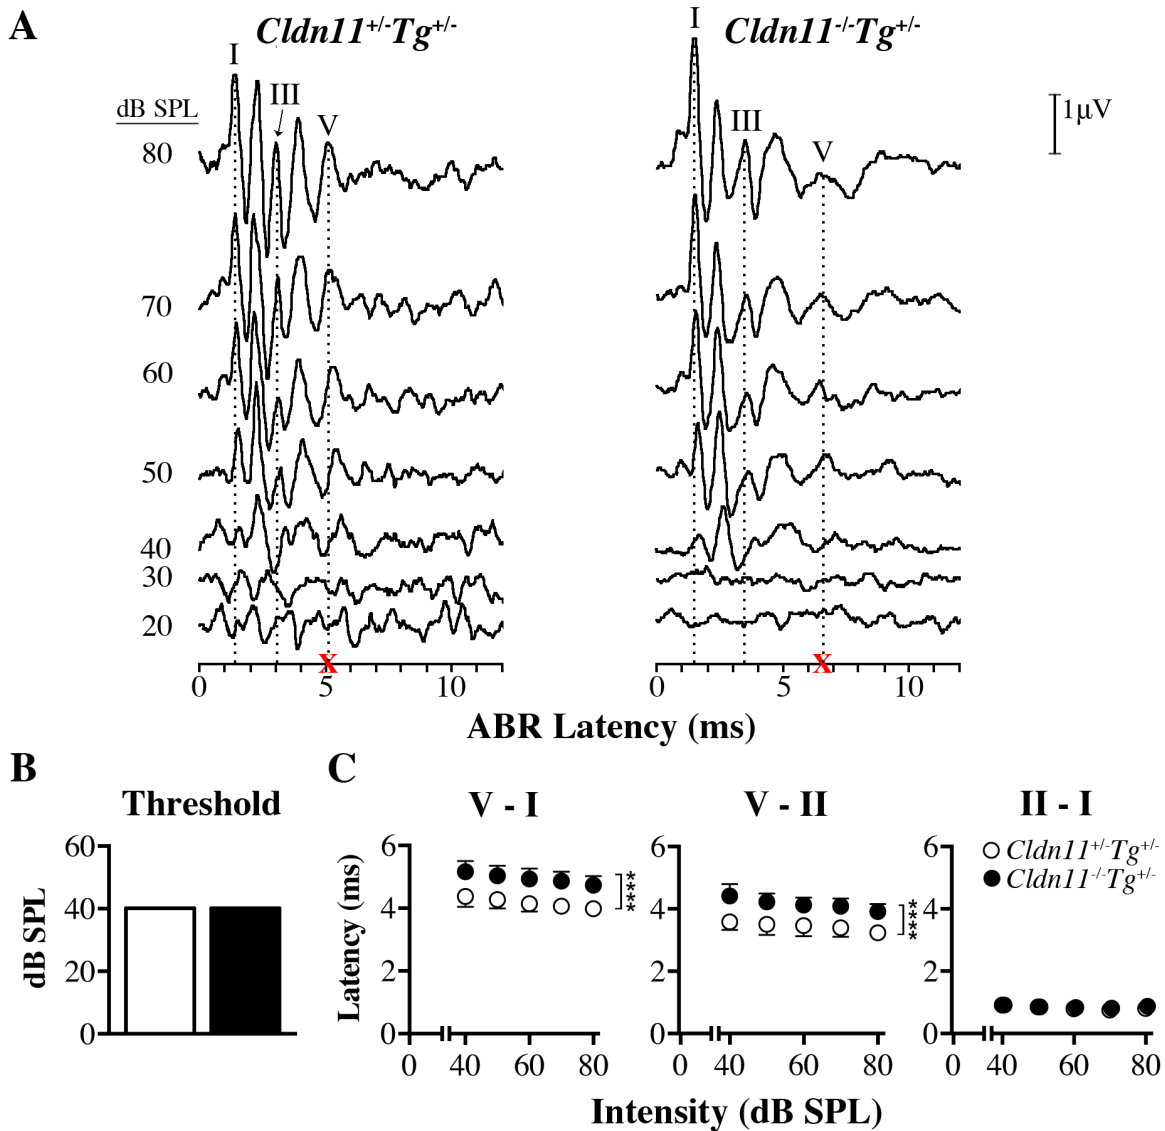 A
Cldn11+/-Tg+/-
Cldn11-/-Tg+/-
I
III
V
I
III
V
1µV
dB SPL
80
70
60
50
40
30
20
X
X
0 5 10
0 5 10
ABR Latency (ms)
B
Threshold
dB SPL
60
40
20
0
C
V - I
V - II
II - I
Latency (ms)
6
4
2
0
0 40 60 80
****
6
4
2
0
0 40 60 80
****
6
4
2
0
0 40 60 80
Cldn11+/-Tg+/-
Cldn11-/-Tg+/-
Intensity (dB SPL)